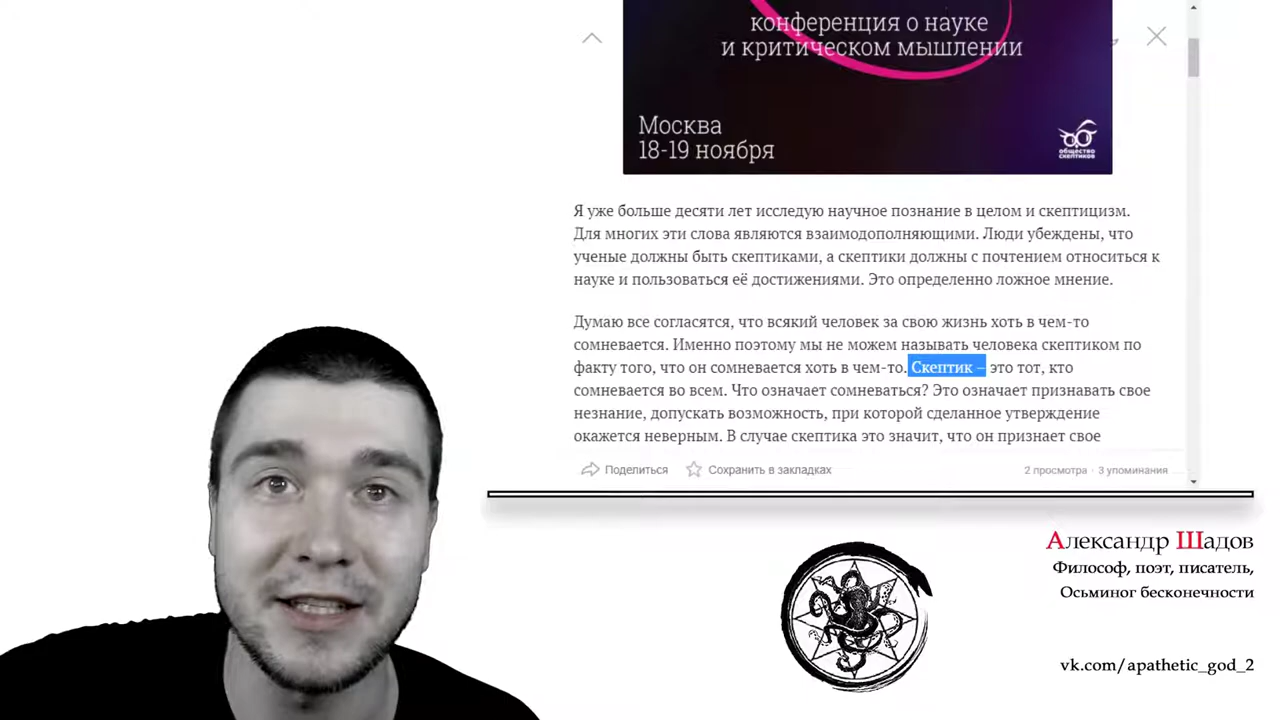 конференция о науке
и критическом мышлении
Москва
18-19 ноября
общество
скептиков
Я уже больше десяти лет исследую научное познание в целом и скептицизм.
Для многих эти слова являются взаимодополняющими. Люди убеждены, что
ученые должны быть скептиками, а скептики должны с почтением относиться к
науке и пользоваться её достижениями. Это определенно ложное мнение.
Думаю все согласятся, что всякий человек за свою жизнь хоть в чем-то
сомневается. Именно поэтому мы не можем называть человека скептиком по
факту того, что он сомневается хоть в чем-то. Скептик – это тот, кто
сомневается во всем. Что означает сомневаться? Это означает признавать свое
незнание, допускать возможность, при которой сделанное утверждение
окажется неверным. В случае скептика это значит, что он признает свое
Поделиться Сохранить в закладках 2 просмотра · 3 упоминания
Александр Шадов
Философ, поэт, писатель,
Осьминог бесконечности
vk.com/apathetic_god_2